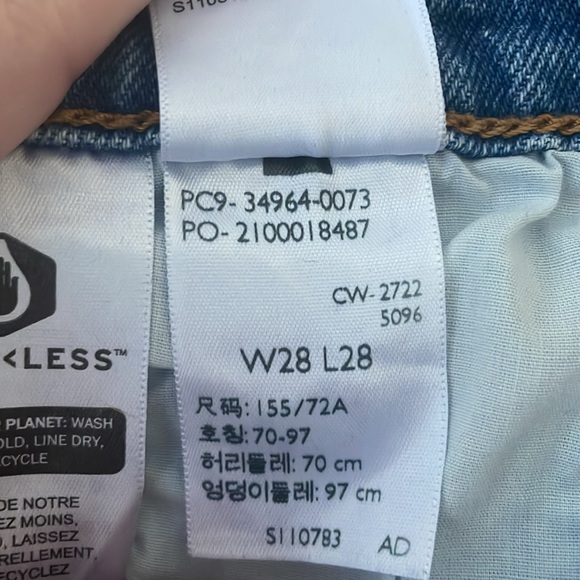 PC9- 34964-0073
PO- 2100018487
CW-2722
5096
W28 L28
尺码: 155/72A
호칭: 70-97
허리둘레: 70 cm
엉덩이둘레: 97 cm
S110783 AD
<LESS™
PLANET: WASH
OLD, LINE DRY,
CYCLE
DE NOTRE
EZ MOINS,
, LAISSEZ
RELLEMENT,
CYCLEZ